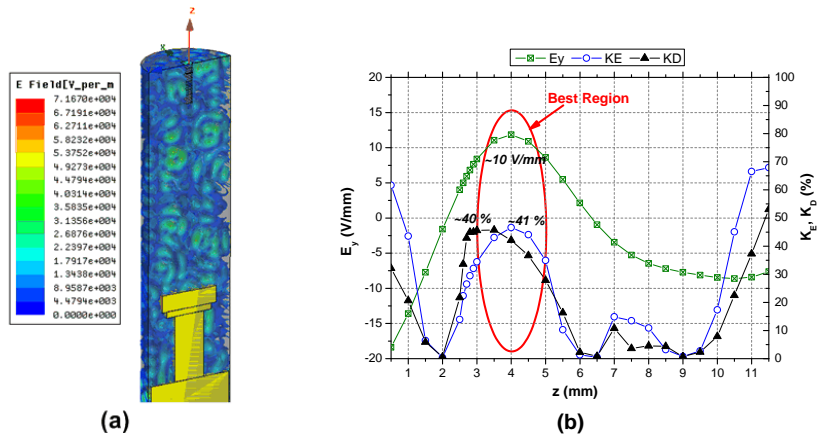 z
x
E Field[V_per_m
7.1670e+004
6.7191e+004
6.2711e+004
5.8232e+004
5.3752e+004
4.9273e+004
4.4794e+004
4.0314e+004
3.5835e+004
3.1356e+004
2.6876e+004
2.2397e+004
1.7917e+004
1.3438e+004
8.9587e+003
4.4794e+003
0.0000e+000
(a)
Ey KE KD
Best Region
~10 V/mm
~40 %
~41 %
20
15
10
5
0
-5
-10
-15
-20
E_y (V/mm)
100
90
80
70
60
50
40
30
20
10
0
K_E, K_D (%)
1 2 3 4 5 6 7 8 9 10 11
z (mm)
(b)